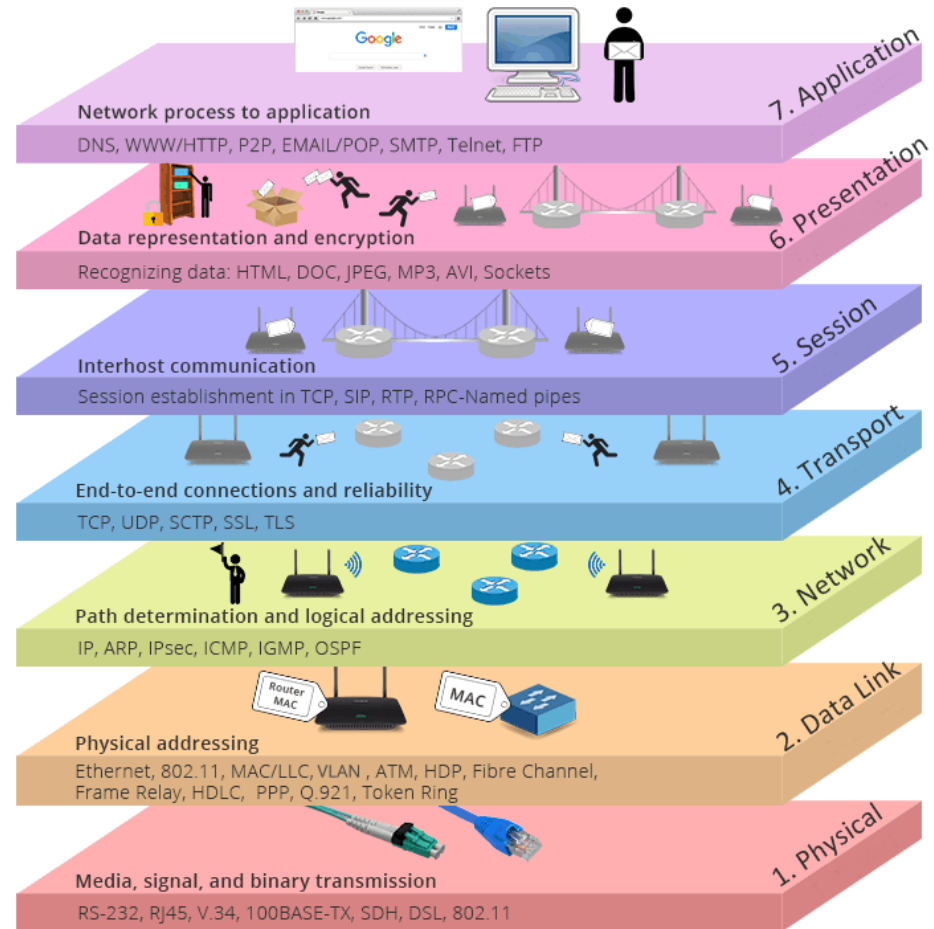 Google
7. Application
Network process to application
DNS, WWW/HTTP, P2P, EMAIL/POP, SMTP, Telnet, FTP
6. Presentation
Data representation and encryption
Recognizing data: HTML, DOC, JPEG, MP3, AVI, Sockets
5. Session
Interhost communication
Session establishment in TCP, SIP, RTP, RPC-Named pipes
4. Transport
End-to-end connections and reliability
TCP, UDP, SCTP, SSL, TLS
3. Network
Path determination and logical addressing
IP, ARP, IPsec, ICMP, IGMP, OSPF
Router
MAC
MAC
2. Data Link
Physical addressing
Ethernet, 802.11, MAC/LLC, VLAN , ATM, HDP, Fibre Channel,
Frame Relay, HDLC, PPP, Q.921, Token Ring
1. Physical
Media, signal, and binary transmission
RS-232, RJ45, V.34, 100BASE-TX, SDH, DSL, 802.11